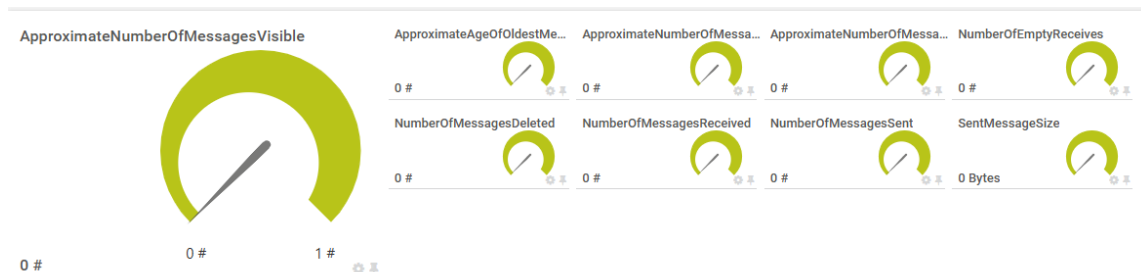 ApproximateNumberOfMessagesVisible
0 #
1 #
0 #
ApproximateAgeOfOldestMe...
0 #
ApproximateNumberOfMessa...
0 #
ApproximateNumberOfMessa...
0 #
NumberOfEmptyReceives
0 #
NumberOfMessagesDeleted
0 #
NumberOfMessagesReceived
0 #
NumberOfMessagesSent
0 #
SentMessageSize
0 Bytes